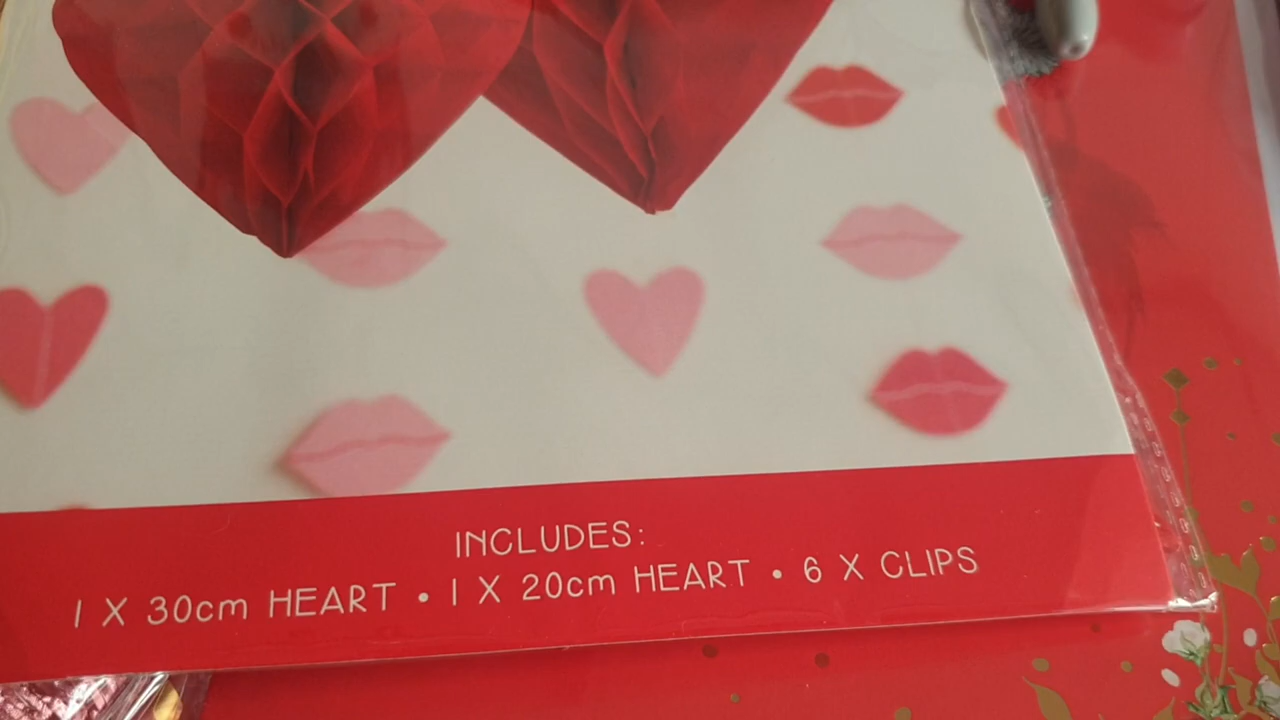 INCLUDES:
1 X 30cm HEART • 1 X 20cm HEART • 6 X CLIPS